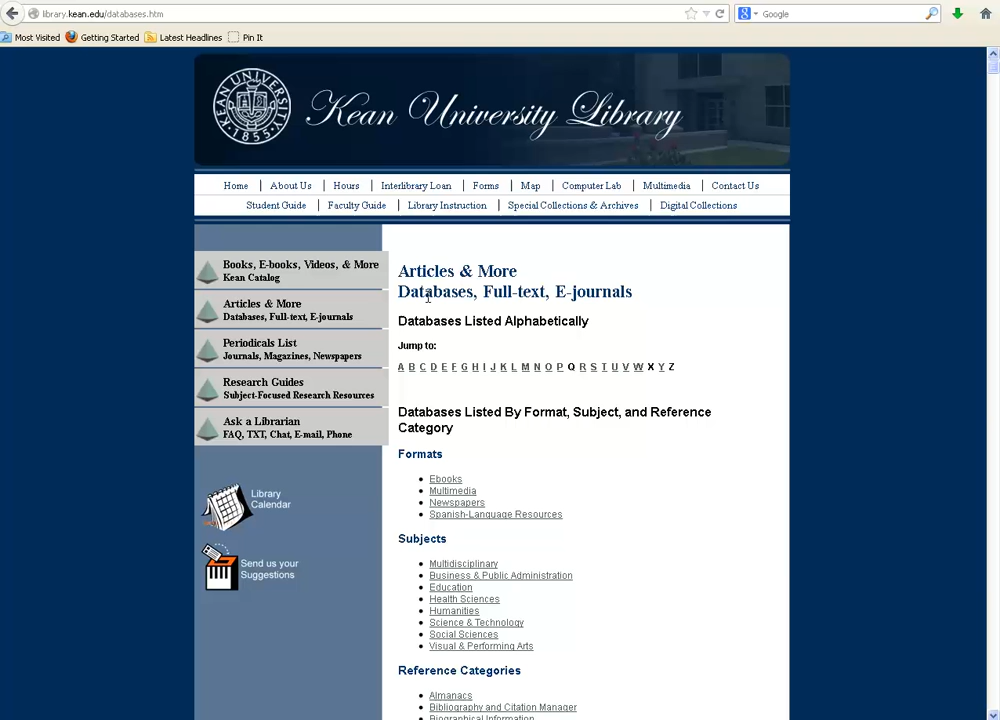 library.kean.edu/databases.htm
Google
Most Visited Getting Started Latest Headlines Pin It
KEAN UNIVERSITY
1855
Kean University Library
Home | About Us | Hours | Interlibrary Loan | Forms | Map | Computer Lab | Multimedia | Contact Us
Student Guide | Faculty Guide | Library Instruction | Special Collections & Archives | Digital Collections
Books, E-books, Videos, & More
Kean Catalog
Articles & More
Databases, Full-text, E-journals
Periodicals List
Journals, Magazines, Newspapers
Research Guides
Subject-Focused Research Resources
Ask a Librarian
FAQ, TXT, Chat, E-mail, Phone
Library
Calendar
Send us your
Suggestions
Articles & More
Databases, Full-text, E-journals
Databases Listed Alphabetically
Jump to:
A B C D E F G H I J K L M N O P Q R S T U V W X Y Z
Databases Listed By Format, Subject, and Reference
Category
Formats
Ebooks
Multimedia
Newspapers
Spanish-Language Resources
Subjects
Multidisciplinary
Business & Public Administration
Education
Health Sciences
Humanities
Science & Technology
Social Sciences
Visual & Performing Arts
Reference Categories
Almanacs
Bibliography and Citation Manager
Biographical Information